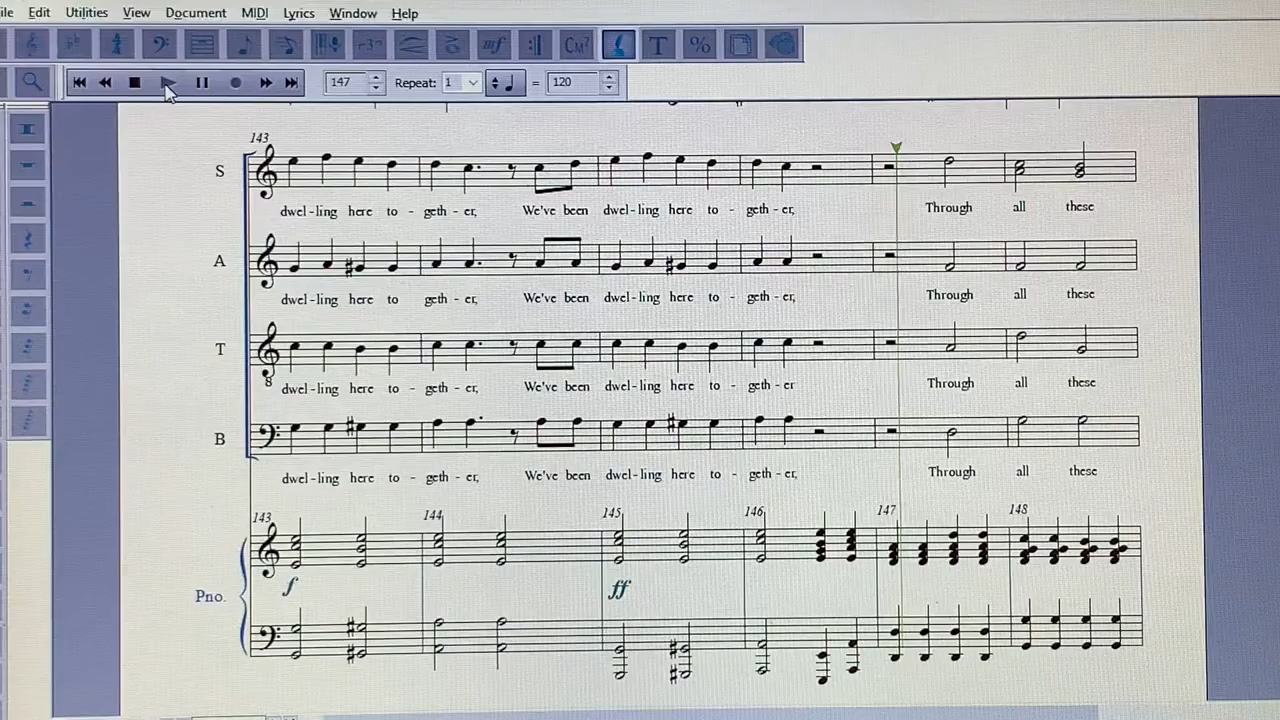 ile Edit Utilities View Document MIDI Lyrics Window Help
mf CM7 T %
147 Repeat: 1 = 120
143
S
dwel-ling here to - geth - er, We've been dwel-ling here to - geth - er, Through all these
A
dwel-ling here to geth - er, We've been dwel-ling here to - geth - er, Through all these
T
8
dwel-ling here to - geth - er, We've been dwel-ling here to - geth - er Through all these
B
dwel-ling here to - geth - er, We've been dwel-ling here to - geth - er, Through all these
143 144 145 146 147 148
f ff
Pno.